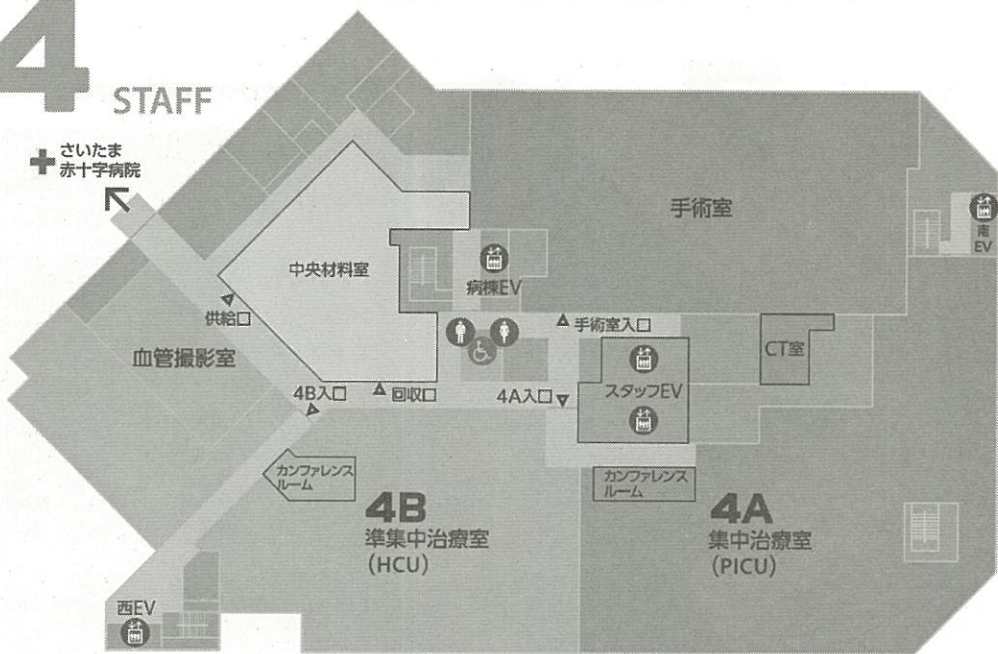 4
STAFF
さいたま
赤十字病院
手術室
南
EV
中央材料室
病棟EV
供給口
手術室入口
血管撮影室
CT室
4B入口
回収口
4A入口
スタッフEV
カンファレンス
ルーム
カンファレンス
ルーム
4B
準集中治療室
(HCU)
4A
集中治療室
(PICU)
西EV